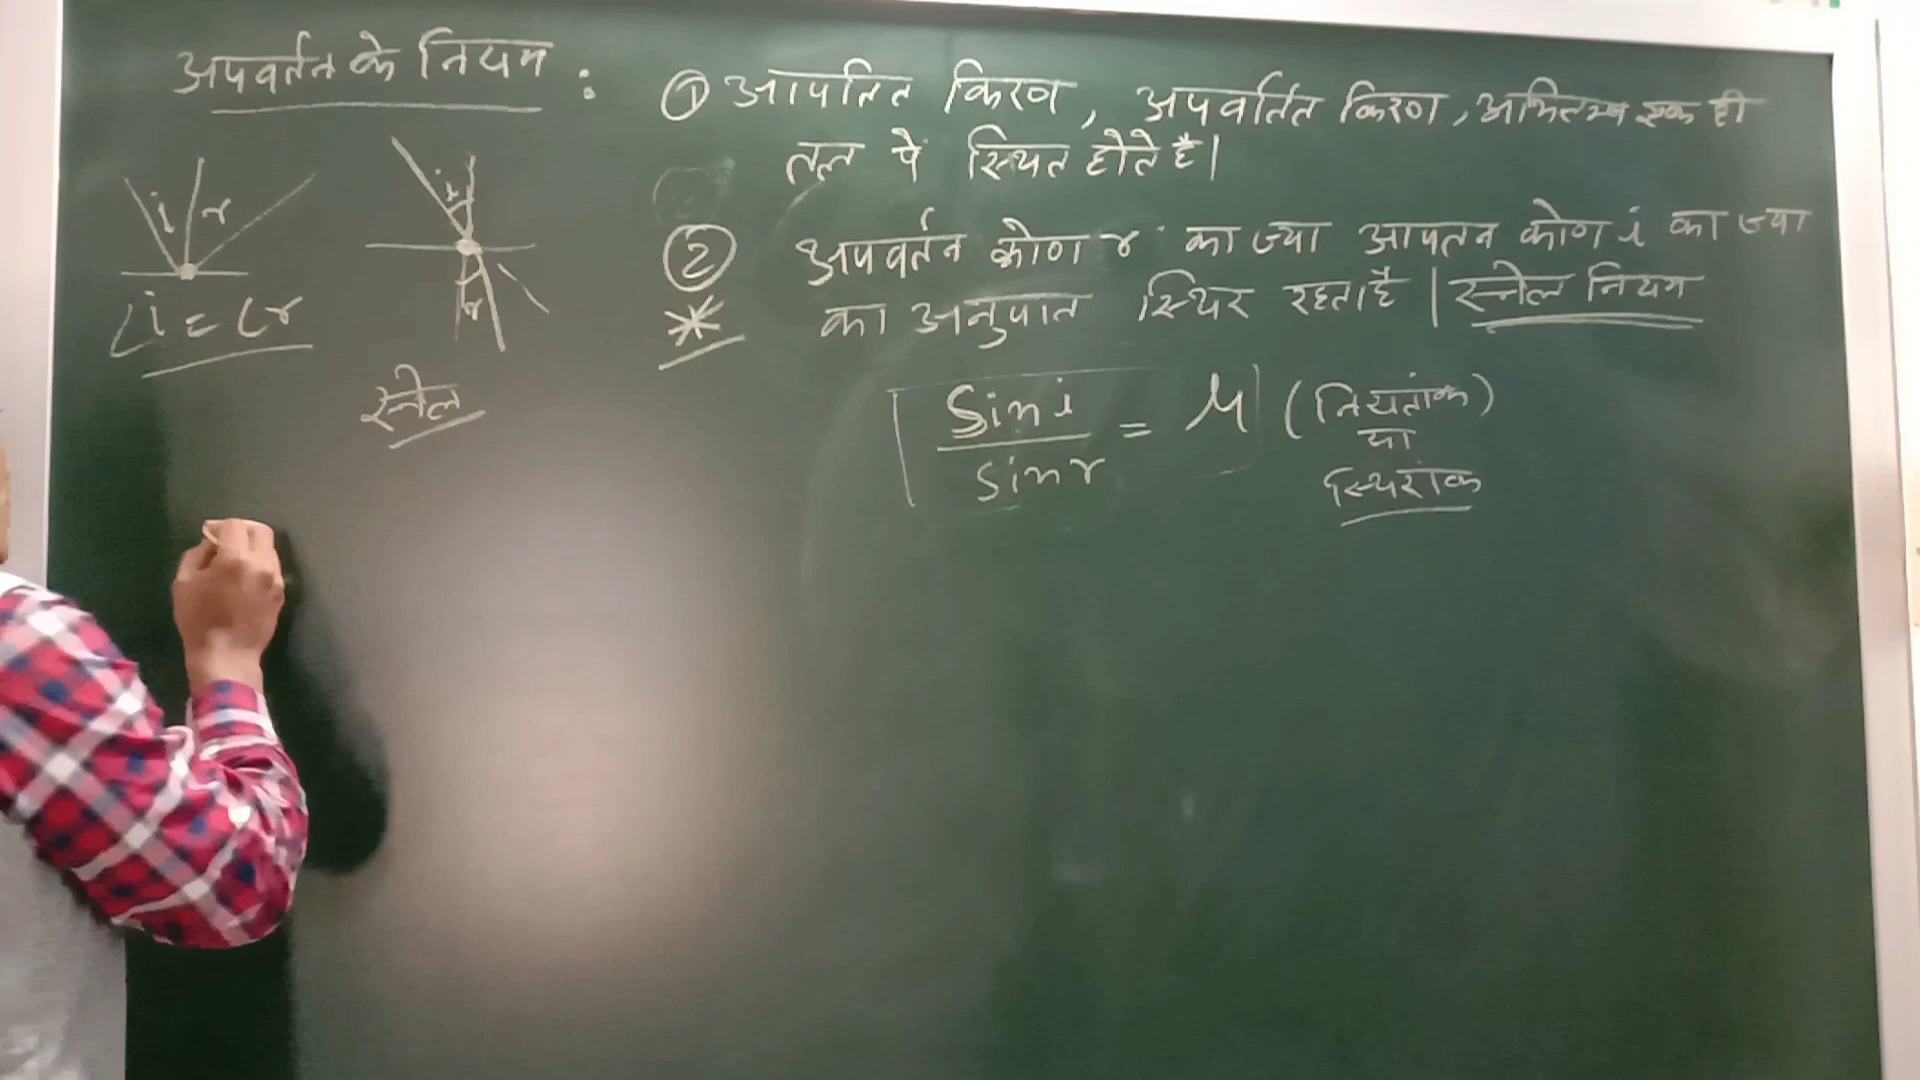 अपवर्तन के नियम :
① आपतित किरण, अपवर्तित किरण, अभिलम्ब एक ही
तल पे स्थित होते है।
i r
i
r
∠i = ∠r
② अपवर्तन कोण r का ज्या आपतन कोण i का ज्या
* का अनुपात स्थिर रहता है | स्नेल नियम
स्नेल
Sin i / Sin r = μ (नियतांक)
या
स्थिरांक